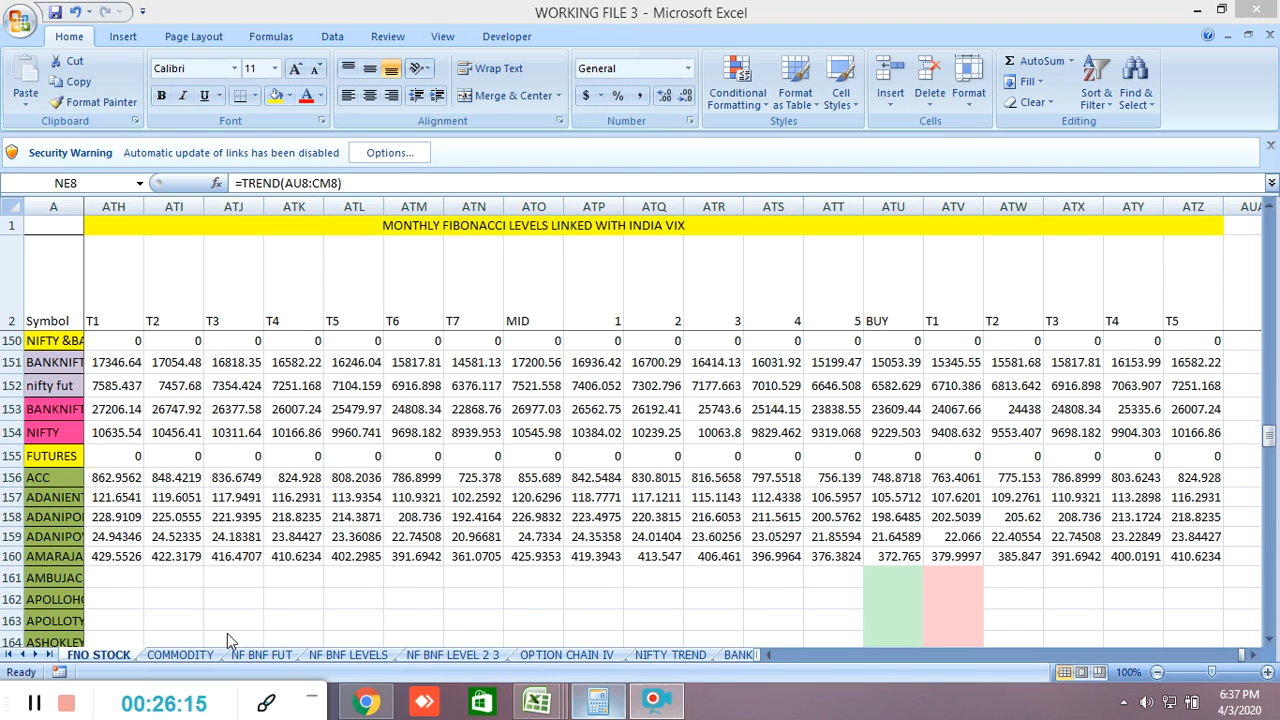 WORKING FILE 3 - Microsoft Excel
Home Insert Page Layout Formulas Data Review View Developer
Paste Cut Copy Format Painter Clipboard
Calibri 11 B I U A A A Font
Wrap Text Merge & Center Alignment
General $ % , Number
Conditional Formatting Format as Table Cell Styles Styles
Insert Delete Format Cells
Σ AutoSum Fill Clear Sort & Filter Find & Select Editing
Security Warning Automatic update of links has been disabled Options...
NE8 fx =TREND(AU8:CM8)
A ATH ATI ATJ ATK ATL ATM ATN ATO ATP ATQ ATR ATS ATT ATU ATV ATW ATX ATY ATZ AUA
1 MONTHLY FIBONACCI LEVELS LINKED WITH INDIA VIX
2 Symbol T1 T2 T3 T4 T5 T6 T7 MID 1 2 3 4 5 BUY T1 T2 T3 T4 T5
150 NIFTY &BA 0 0 0 0 0 0 0 0 0 0 0 0 0 0 0 0 0 0 0
151 BANKNIFT 17346.64 17054.48 16818.35 16582.22 16246.04 15817.81 14581.13 17200.56 16936.42 16700.29 16414.13 16031.92 15199.47 15053.39 15345.55 15581.68 15817.81 16153.99 16582.22
152 nifty fut 7585.437 7457.68 7354.424 7251.168 7104.159 6916.898 6376.117 7521.558 7406.052 7302.796 7177.663 7010.529 6646.508 6582.629 6710.386 6813.642 6916.898 7063.907 7251.168
153 BANKNIFT 27206.14 26747.92 26377.58 26007.24 25479.97 24808.34 22868.76 26977.03 26562.75 26192.41 25743.6 25144.15 23838.55 23609.44 24067.66 24438 24808.34 25335.6 26007.24
154 NIFTY 10635.54 10456.41 10311.64 10166.86 9960.741 9698.182 8939.953 10545.98 10384.02 10239.25 10063.8 9829.462 9319.068 9229.503 9408.632 9553.407 9698.182 9904.303 10166.86
155 FUTURES 0 0 0 0 0 0 0 0 0 0 0 0 0 0 0 0 0 0 0
156 ACC 862.9562 848.4219 836.6749 824.928 808.2036 786.8999 725.378 855.689 842.5484 830.8015 816.5658 797.5518 756.139 748.8718 763.4061 775.153 786.8999 803.6243 824.928
157 ADANIENT 121.6541 119.6051 117.9491 116.2931 113.9354 110.9321 102.2592 120.6296 118.7771 117.1211 115.1143 112.4338 106.5957 105.5712 107.6201 109.2761 110.9321 113.2898 116.2931
158 ADANIPO 228.9109 225.0555 221.9395 218.8235 214.3871 208.736 192.4164 226.9832 223.4975 220.3815 216.6053 211.5615 200.5762 198.6485 202.5039 205.62 208.736 213.1724 218.8235
159 ADANIPO 24.94346 24.52335 24.18381 23.84427 23.36086 22.74508 20.96681 24.7334 24.35358 24.01404 23.60256 23.05297 21.85594 21.64589 22.066 22.40554 22.74508 23.22849 23.84427
160 AMARAJA 429.5526 422.3179 416.4707 410.6234 402.2985 391.6942 361.0705 425.9353 419.3943 413.547 406.461 396.9964 376.3824 372.765 379.9997 385.847 391.6942 400.0191 410.6234
161 AMBUJAC
162 APOLLOHO
163 APOLLOTY
164 ASHOKLEY
FNO STOCK COMMODITY NF BNF FUT NF BNF LEVELS NF BNF LEVEL 2 3 OPTION CHAIN IV NIFTY TREND BANK
Ready 100%
00:26:15
6:37 PM
4/3/2020